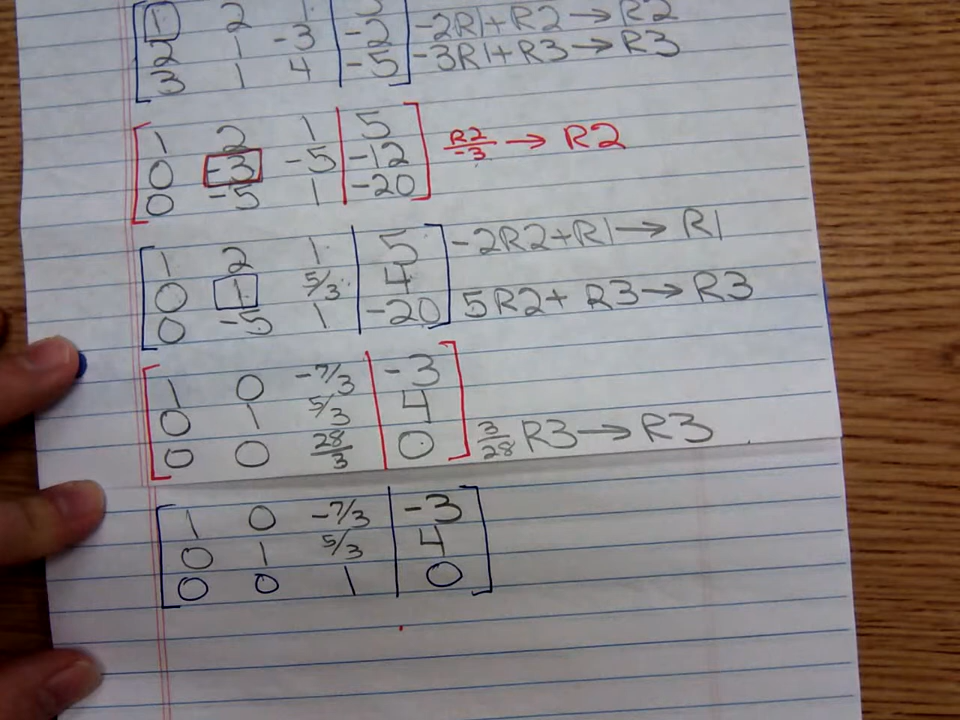 1 2 1 5 -2R1+R2→R2
2 1 -3 -2 -3R1+R3→R3
3 1 4 -5
1 2 1 5
0 -3 -5 -12 R2/-3 → R2
0 -5 1 -20
1 2 1 5 -2R2+R1→R1
0 1 5/3 4 5R2+R3→R3
0 -5 1 -20
1 0 -7/3 -3
0 1 5/3 4
0 0 28/3 0 3/28 R3→R3
1 0 -7/3 -3
0 1 5/3 4
0 0 1 0